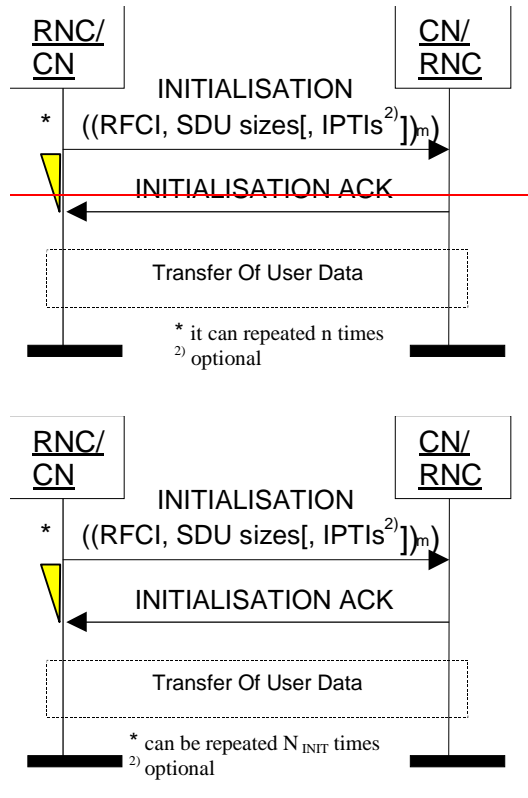 RNC/ CN/
CN RNC
INITIALISATION
* ((RFCI, SDU sizes[, IPTIs2)])m)
INITIALISATION ACK
Transfer Of User Data
* it can repeated n times
2) optional
RNC/ CN/
CN RNC
INITIALISATION
* ((RFCI, SDU sizes[, IPTIs2)])m)
INITIALISATION ACK
Transfer Of User Data
* can be repeated N INIT times
2) optional